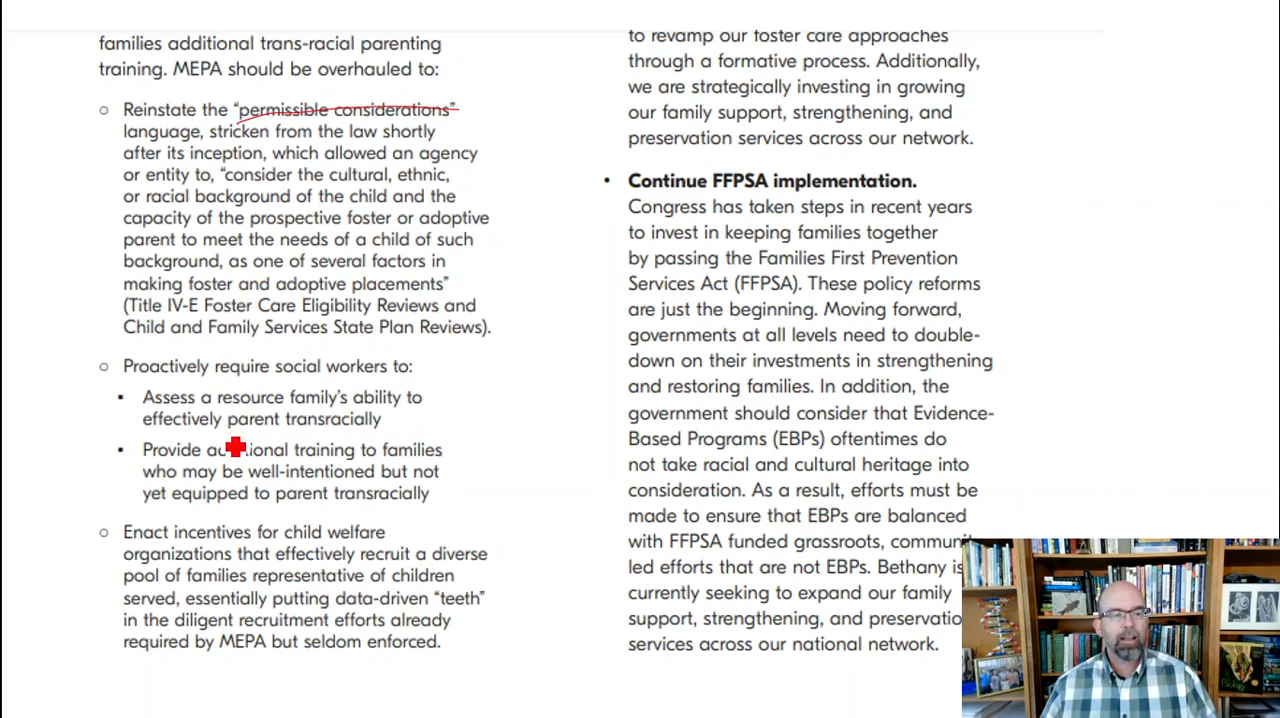 families additional trans-racial parenting
training. MEPA should be overhauled to:
○ Reinstate the “permissible considerations”
language, stricken from the law shortly
after its inception, which allowed an agency
or entity to, “consider the cultural, ethnic,
or racial background of the child and the
capacity of the prospective foster or adoptive
parent to meet the needs of a child of such
background, as one of several factors in
making foster and adoptive placements”
(Title IV-E Foster Care Eligibility Reviews and
Child and Family Services State Plan Reviews).
○ Proactively require social workers to:
▪ Assess a resource family’s ability to
effectively parent transracially
▪ Provide training to families
who may be well-intentioned but not
yet equipped to parent transracially
○ Enact incentives for child welfare
organizations that effectively recruit a diverse
pool of families representative of children
served, essentially putting data-driven “teeth”
in the diligent recruitment efforts already
required by MEPA but seldom enforced.
to revamp our foster care approaches
through a formative process. Additionally,
we are strategically investing in growing
our family support, strengthening, and
preservation services across our network.
• Continue FFPSA implementation.
Congress has taken steps in recent years
to invest in keeping families together
by passing the Families First Prevention
Services Act (FFPSA). These policy reforms
are just the beginning. Moving forward,
governments at all levels need to double-
down on their investments in strengthening
and restoring families. In addition, the
government should consider that Evidence-
Based Programs (EBPs) oftentimes do
not take racial and cultural heritage into
consideration. As a result, efforts must be
made to ensure that EBPs are balanced
with FFPSA funded grassroots,
led efforts that are not EBPs. Bethany is
currently seeking to expand our family
support, strengthening, and
services across our national network.
Biology